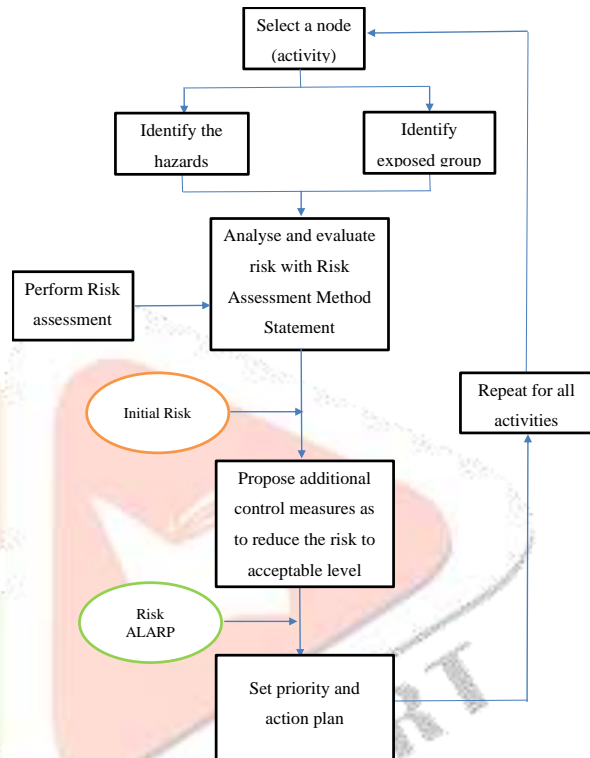 Select a node
(activity)
Identify the
hazards
Identify
exposed group
Analyse and evaluate
risk with Risk
Assessment Method
Statement
Perform Risk
assessment
Initial Risk
Repeat for all
activities
Propose additional
control measures as
to reduce the risk to
acceptable level
Risk
ALARP
Set priority and
action plan